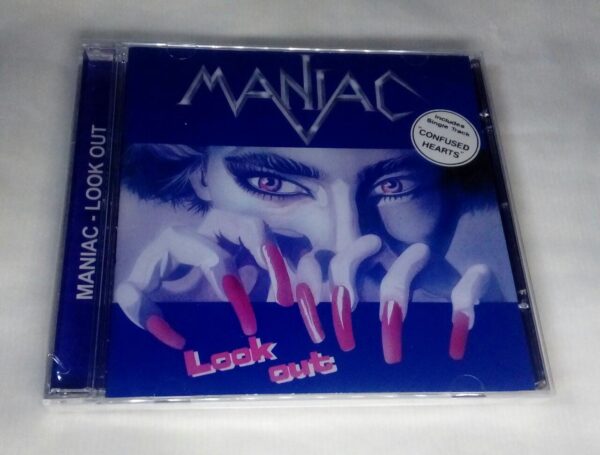 MANIAC - LOOK OUT
MANIAC
Includes
Single Track
"CONFUSED
HEARTS"
Look
out